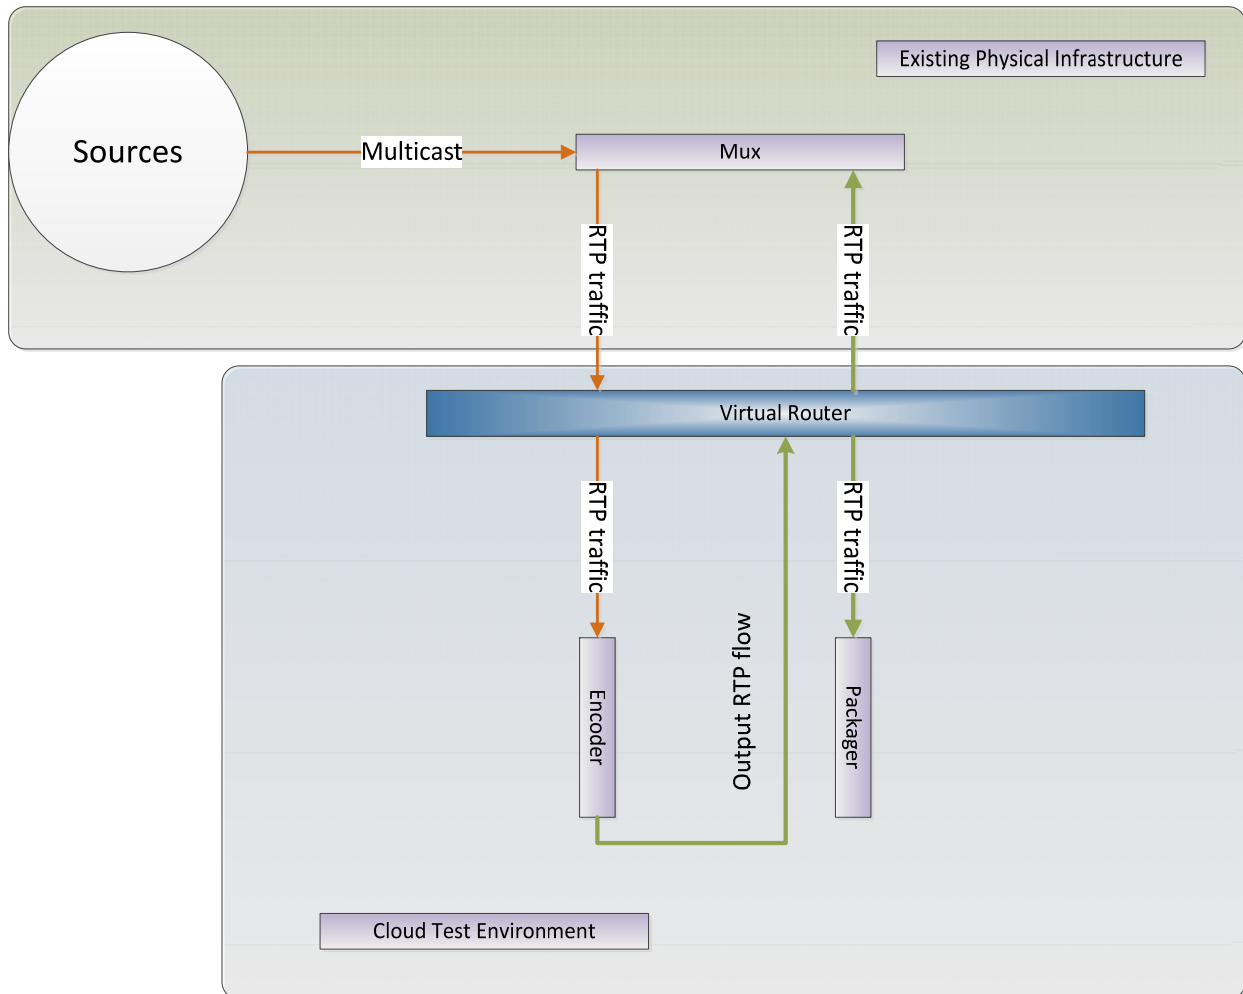 Existing Physical Infrastructure
Sources
Multicast
Mux
RTP traffic
RTP traffic
Virtual Router
RTP traffic
RTP traffic
Output RTP flow
Encoder
Packager
Cloud Test Environment